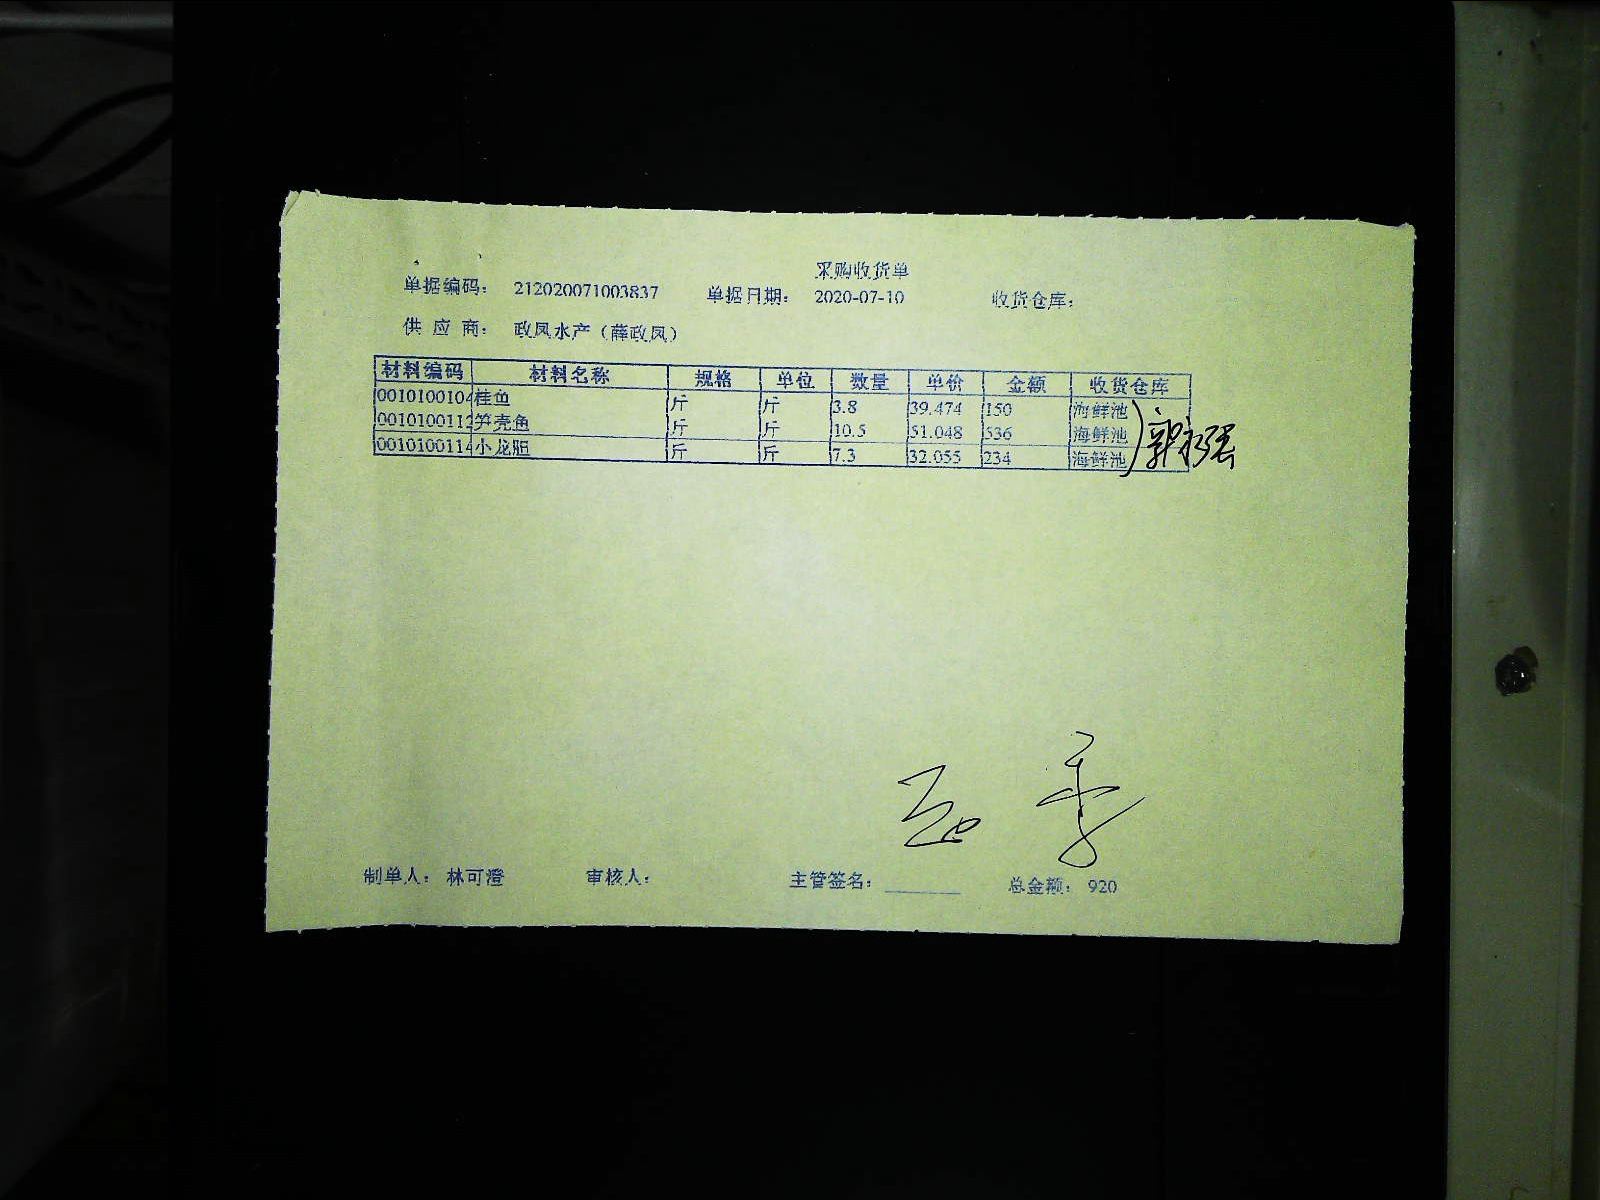 采购收货单
单据编码： 212020071003837 单据日期： 2020-07-10 收货仓库：
供 应 商： 政凤水产（薛政凤）
材料编码 材料名称 规格 单位 数量 单价 金额 收货仓库
0010100104 桂鱼 斤 斤 3.8 39.474 150 海鲜池
0010100112 笋壳鱼 斤 斤 10.5 51.048 536 海鲜池
0010100114 小龙胆 斤 斤 7.3 32.055 234 海鲜池
郭永强
制单人： 林可澄 审核人： 主管签名： 总金额： 920